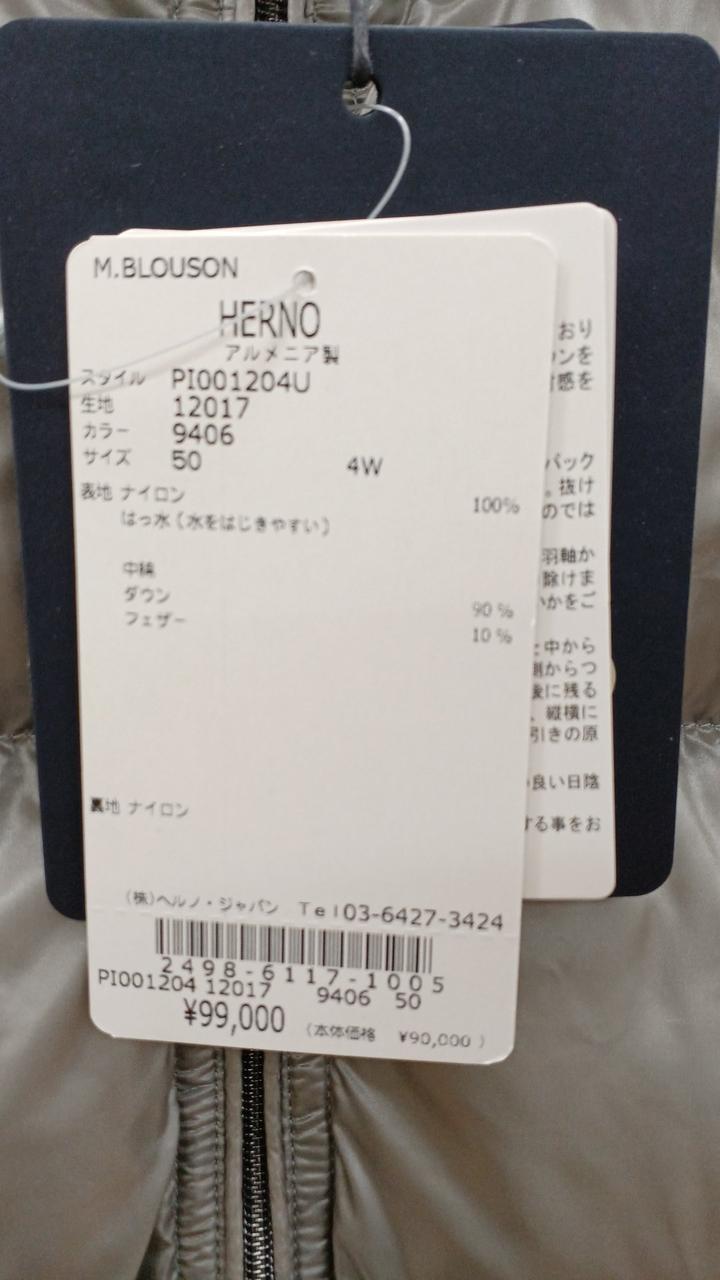 M.BLOUSON
HERNO
アルメニア製
スタイル PI001204U
生地 12017
カラー 9406
サイズ 50 4W
表地 ナイロン 100%
はっ水(水をはじきやすい)
中綿
ダウン 90%
フェザー 10%
裏地 ナイロン
(株)ヘルノ・ジャパン Tel03-6427-3424
2498-6117-1005
PI001204 12017 9406 50
¥99,000 (本体価格 ¥90,000)
おり
ンを
感を
パック
。抜け
のでは
羽軸か
除けま
かをご
中から
側からつ
後に残る
、縦横に
引きの原
良い日陰
する事をお